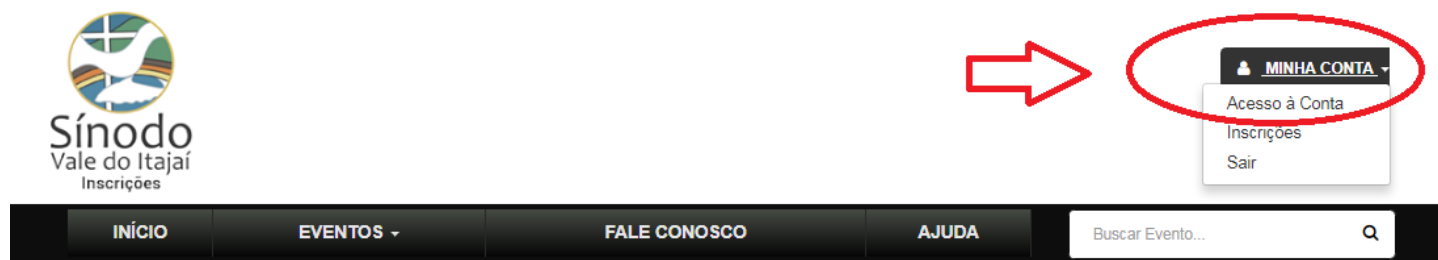 Sínodo
Vale do Itajaí
Inscrições
MINHA CONTA
Acesso à Conta
Inscrições
Sair
INÍCIO
EVENTOS
FALE CONOSCO
AJUDA
Buscar Evento...